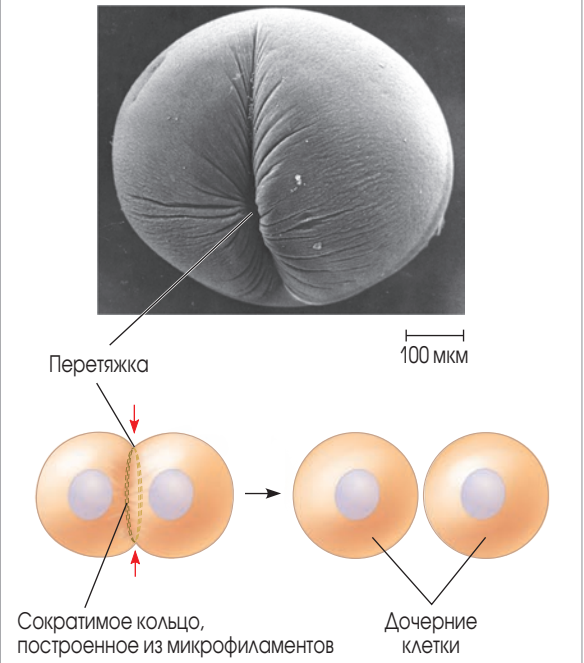 100 мкм
Перетяжка
Сократимое кольцо,
построенное из микрофиламентов
Дочерние
клетки